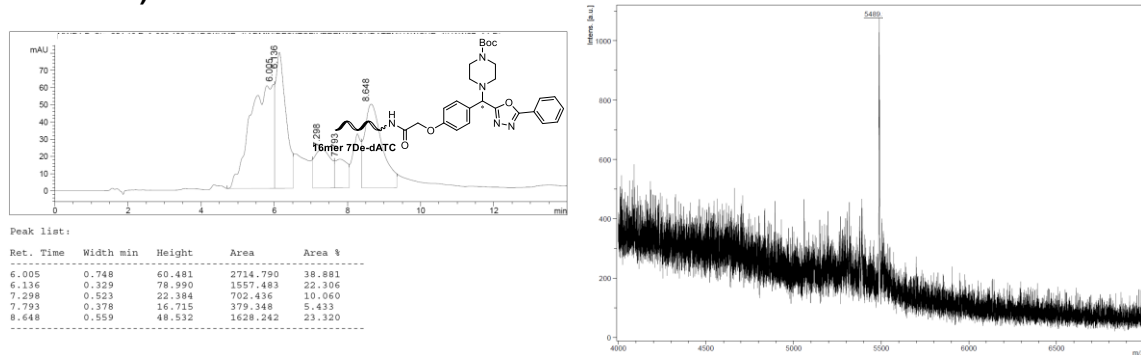 mAU
70
60
50
40
30
20
10
0
6.005
6.136
7.298
7.793
8.648
0
2
4
6
8
10
12
min
Boc
N
N
O
N
N
*
NH
O
O
16mer 7De-dATC
Peak list:
Ret. Time Width min Height Area Area %
6.005 0.748 60.481 2714.790 38.881
6.136 0.329 78.990 1557.483 22.306
7.298 0.523 22.384 702.436 10.060
7.793 0.378 16.715 379.348 5.433
8.648 0.559 48.532 1628.242 23.320
Intens. [a.u.]
1000
800
600
400
200
0
5489
4000
4500
5000
5500
6000
6500